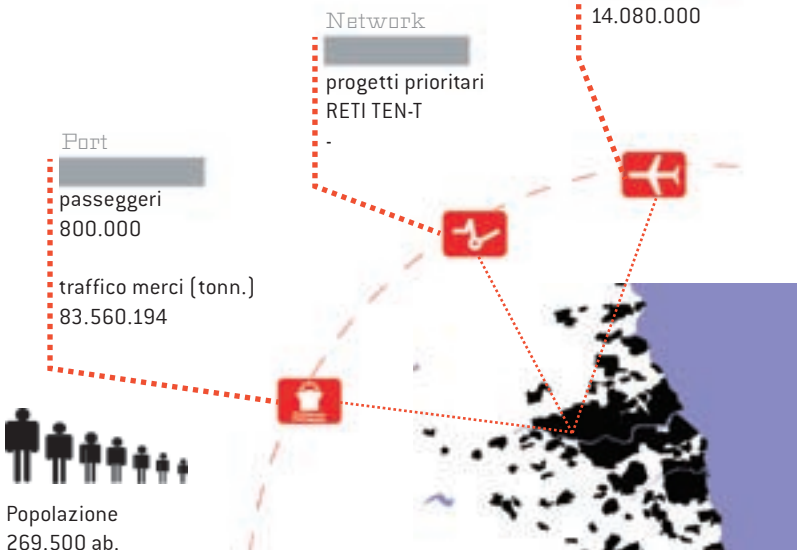 14.080.000
Network
progetti prioritari
RETI TEN-T
-
Port
passeggeri
800.000
traffico merci (tonn.)
83.560.194
Popolazione
269.500 ab.